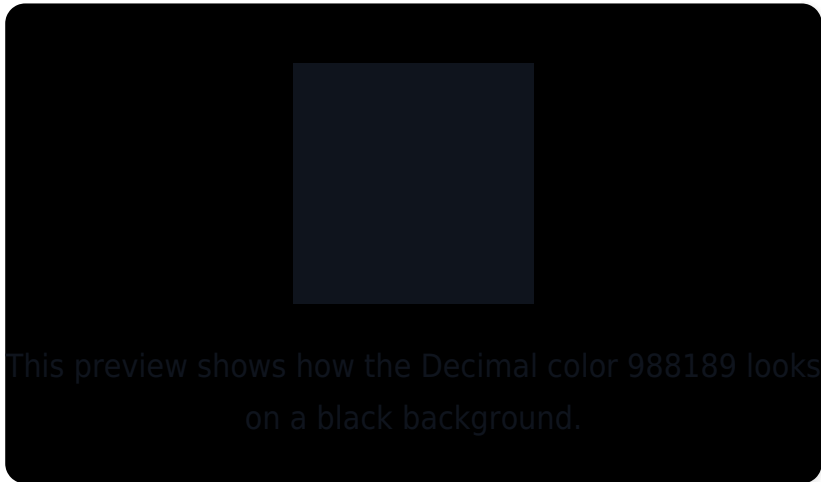 This preview shows how the Decimal color 988189 looks
on a black background.